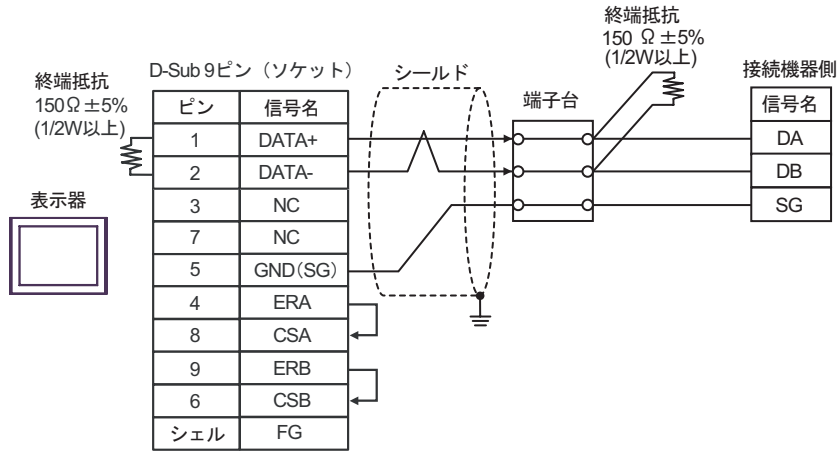 終端抵抗
150 Ω ±5%
(1/2W以上)
D-Sub 9ピン（ソケット）
シールド
接続機器側
終端抵抗
150Ω±5%
(1/2W以上)
端子台
ピン 信号名
信号名
1 DATA+
DA
2 DATA-
DB
表示器
3 NC
SG
7 NC
5 GND(SG)
4 ERA
8 CSA
9 ERB
6 CSB
シェル FG